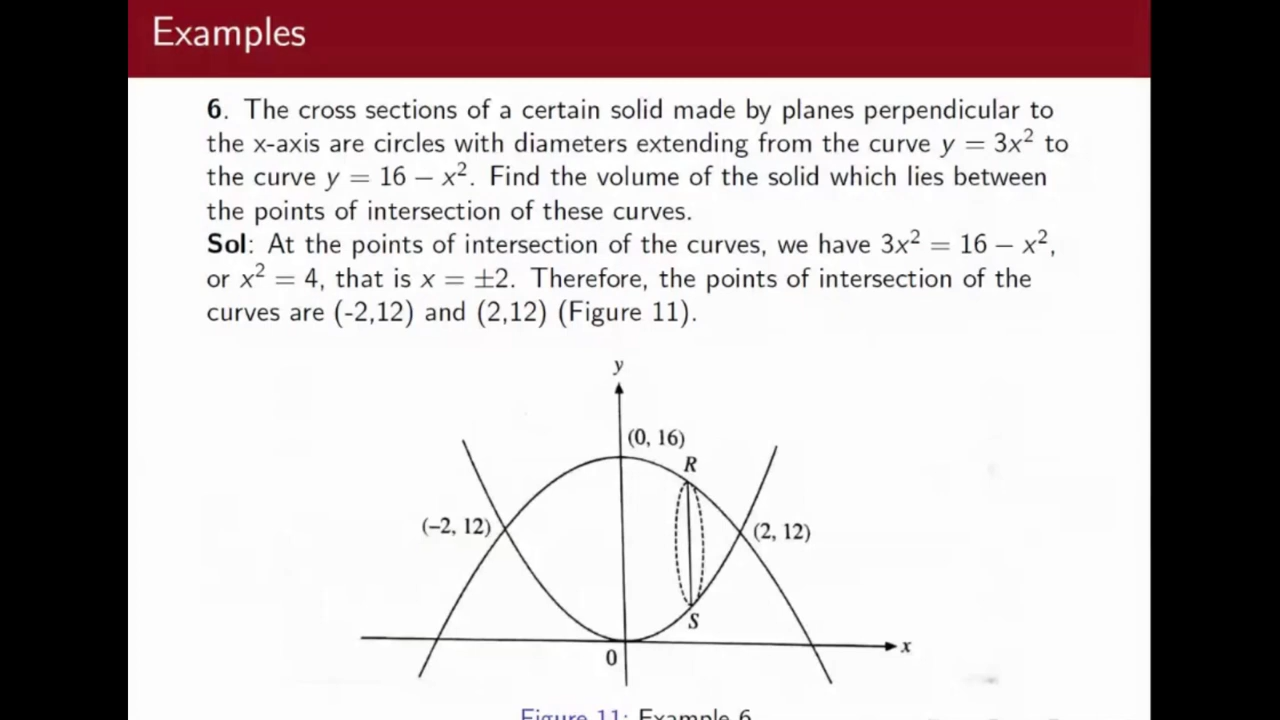 Examples
6. The cross sections of a certain solid made by planes perpendicular to
the x-axis are circles with diameters extending from the curve y = 3x² to
the curve y = 16 − x². Find the volume of the solid which lies between
the points of intersection of these curves.
Sol: At the points of intersection of the curves, we have 3x² = 16 − x²,
or x² = 4, that is x = ±2. Therefore, the points of intersection of the
curves are (-2,12) and (2,12) (Figure 11).
y
(0, 16)
R
(−2, 12)
(2, 12)
S
0
x
Figure 11: Example 6